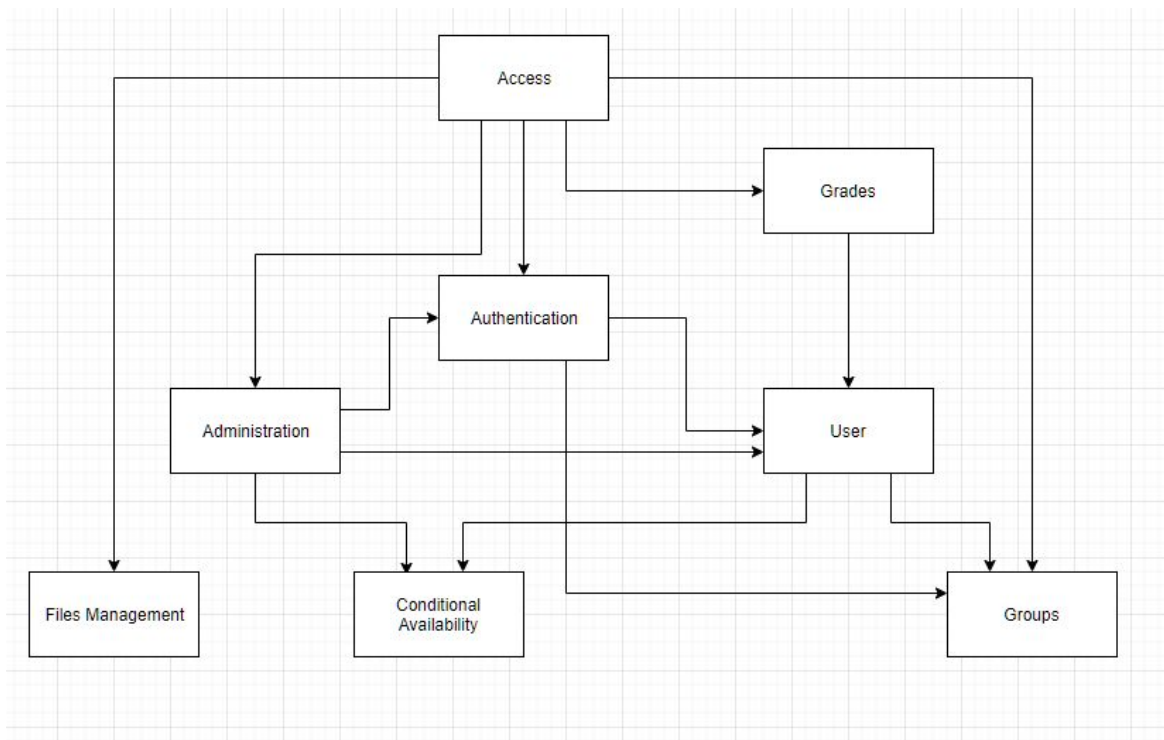 Access
Grades
Authentication
Administration
User
Files Management
Conditional
Availability
Groups